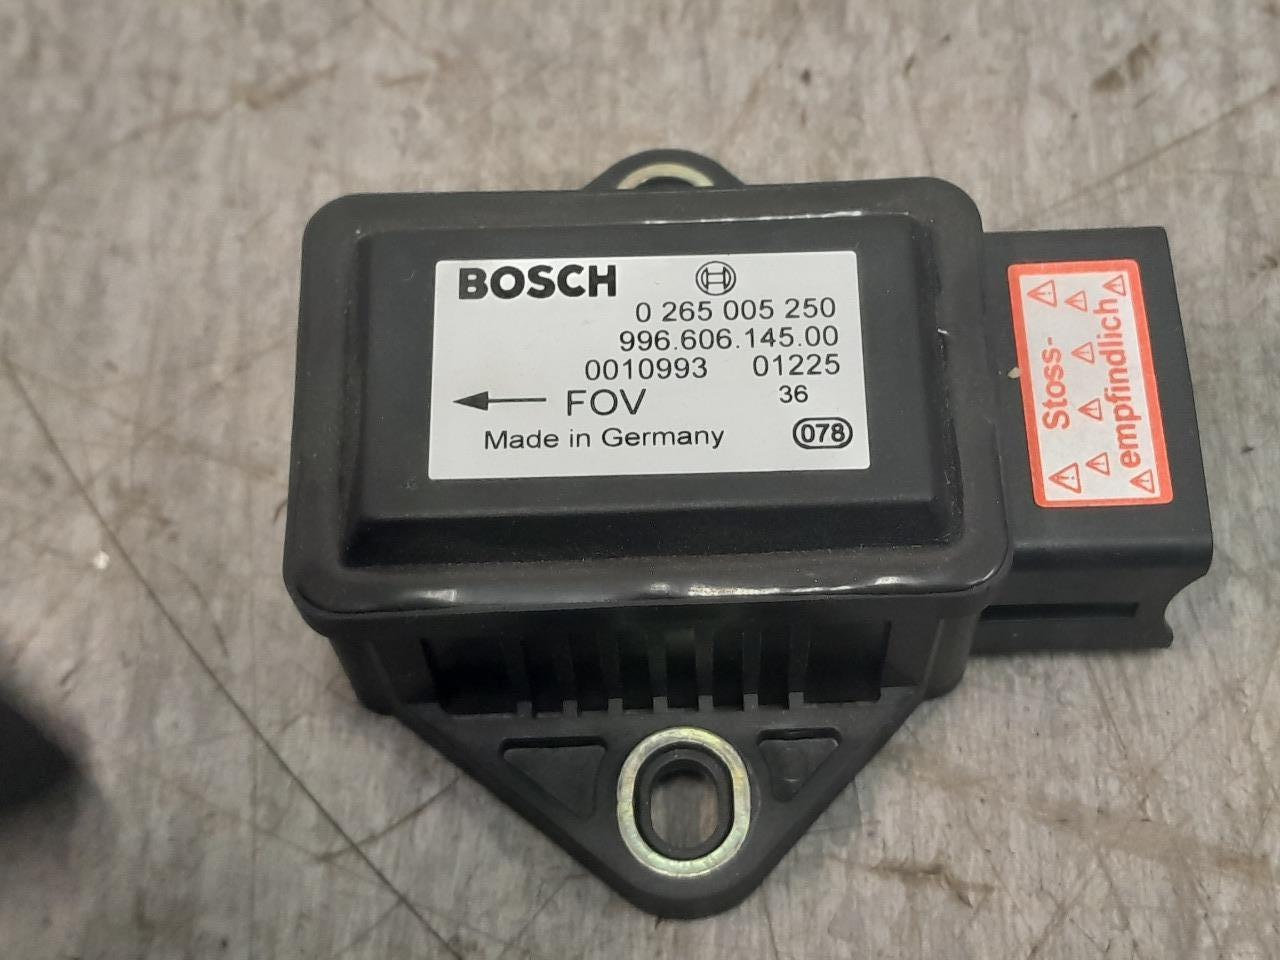 BOSCH
0 265 005 250
996.606.145.00
0010993 01225
FOV 36
Made in Germany 078
Stoss-
empfindlich